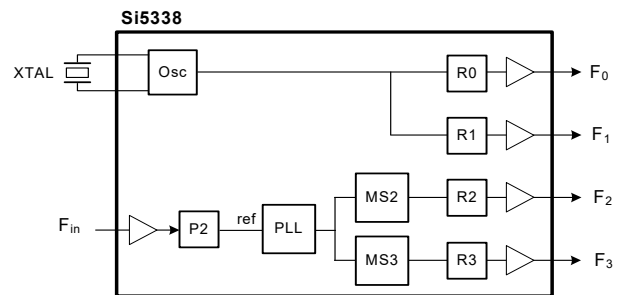 Si5338
XTAL
Osc
R0
F0
R1
F1
MS2
R2
F2
Fin
P2
ref
PLL
MS3
R3
F3